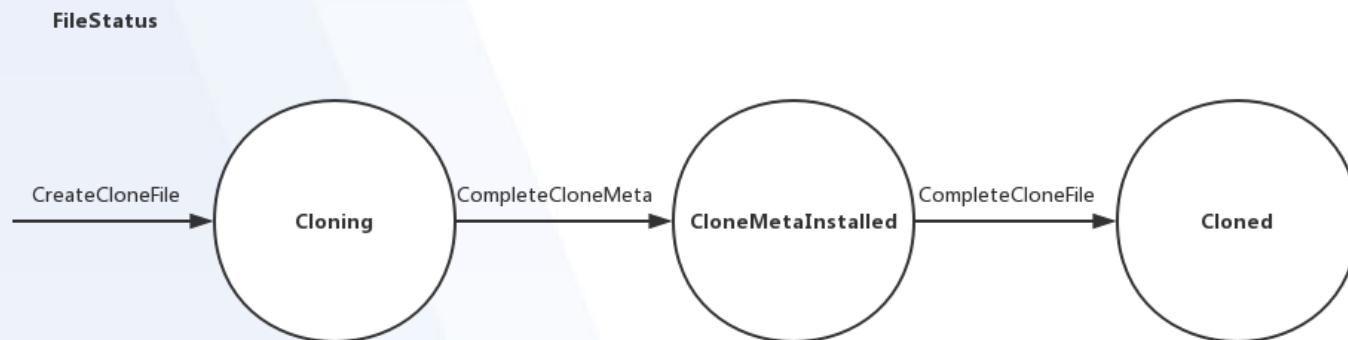 FileStatus
CreateCloneFile
CompleteCloneMeta
CompleteCloneFile
Cloning
CloneMetaInstalled
Cloned